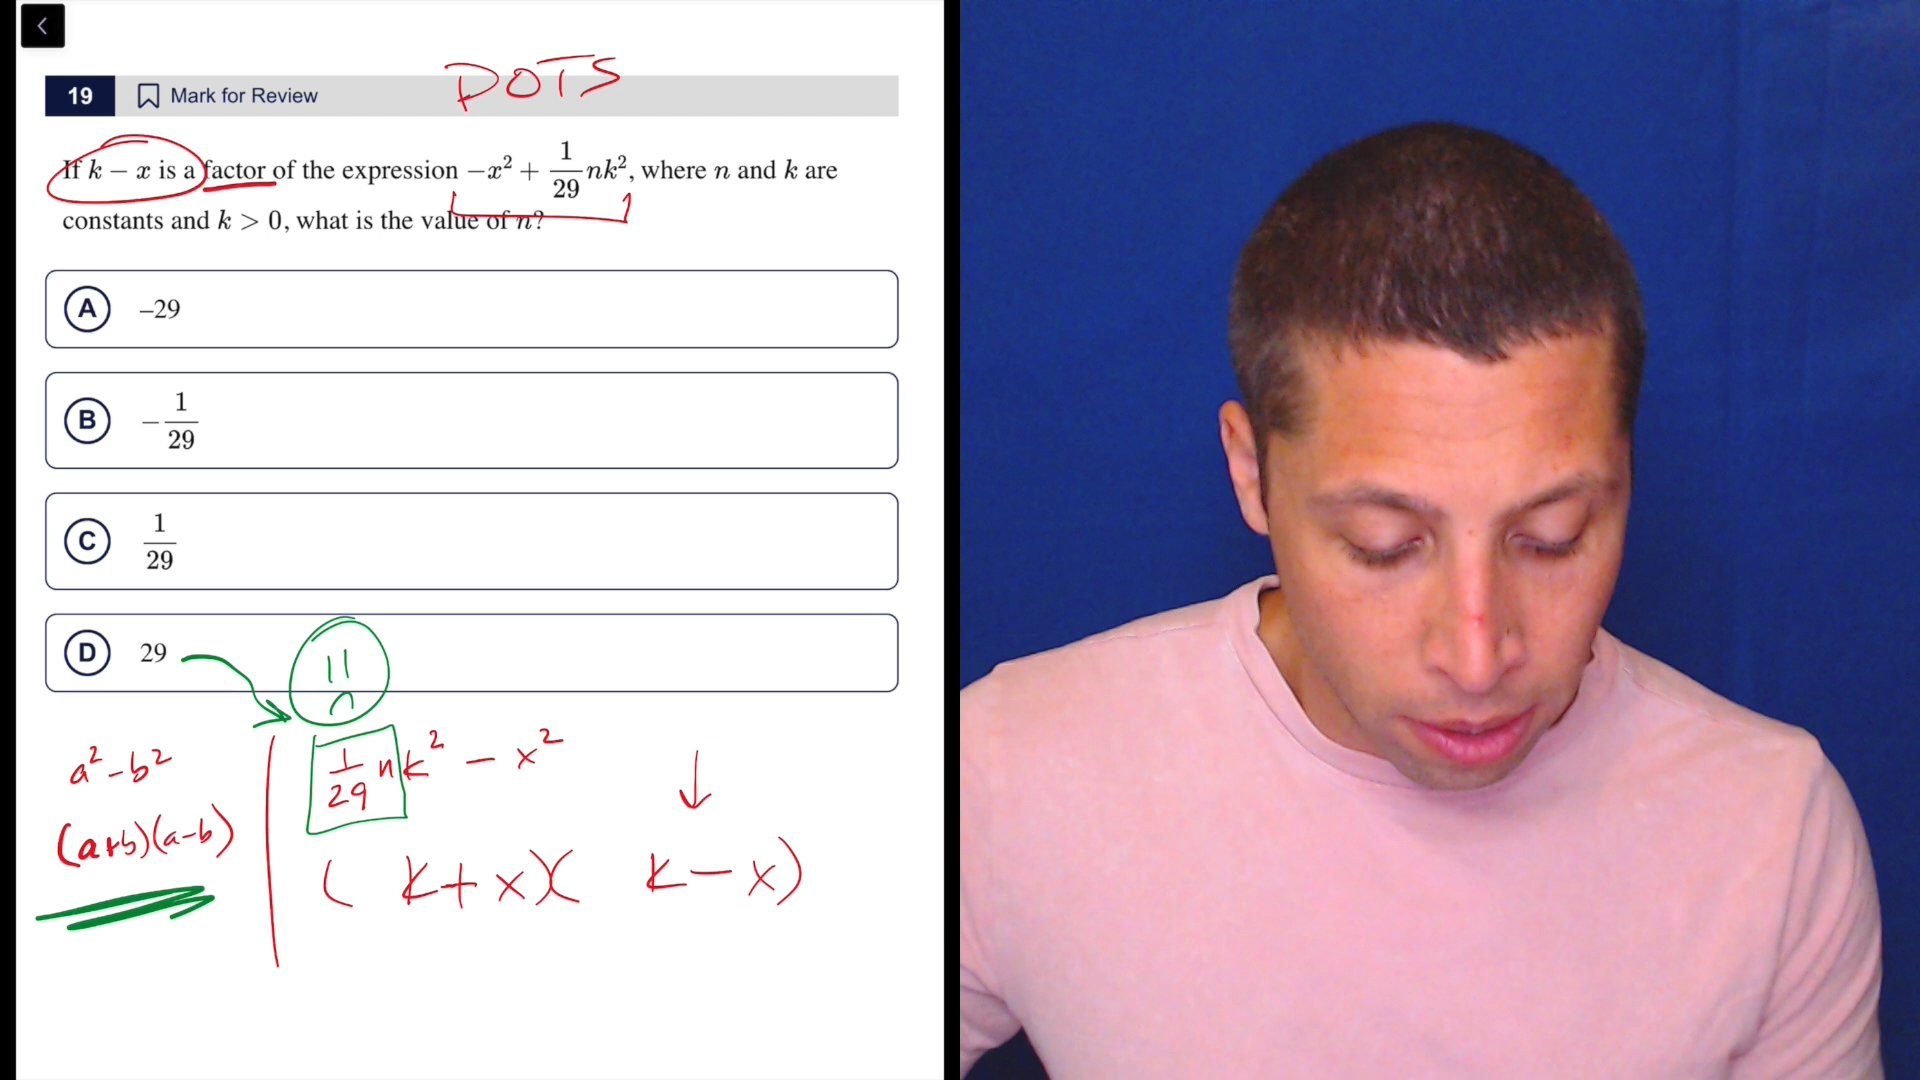 DOTS
19 Mark for Review
If k − x is a factor of the expression −x² + 1/29 nk², where n and k are
constants and k > 0, what is the value of n?
A −29
B −1/29
C 1/29
D 29
11
a² - b²
(a+b)(a-b)
1/29 nk² - x²
( k + x)( k - x)